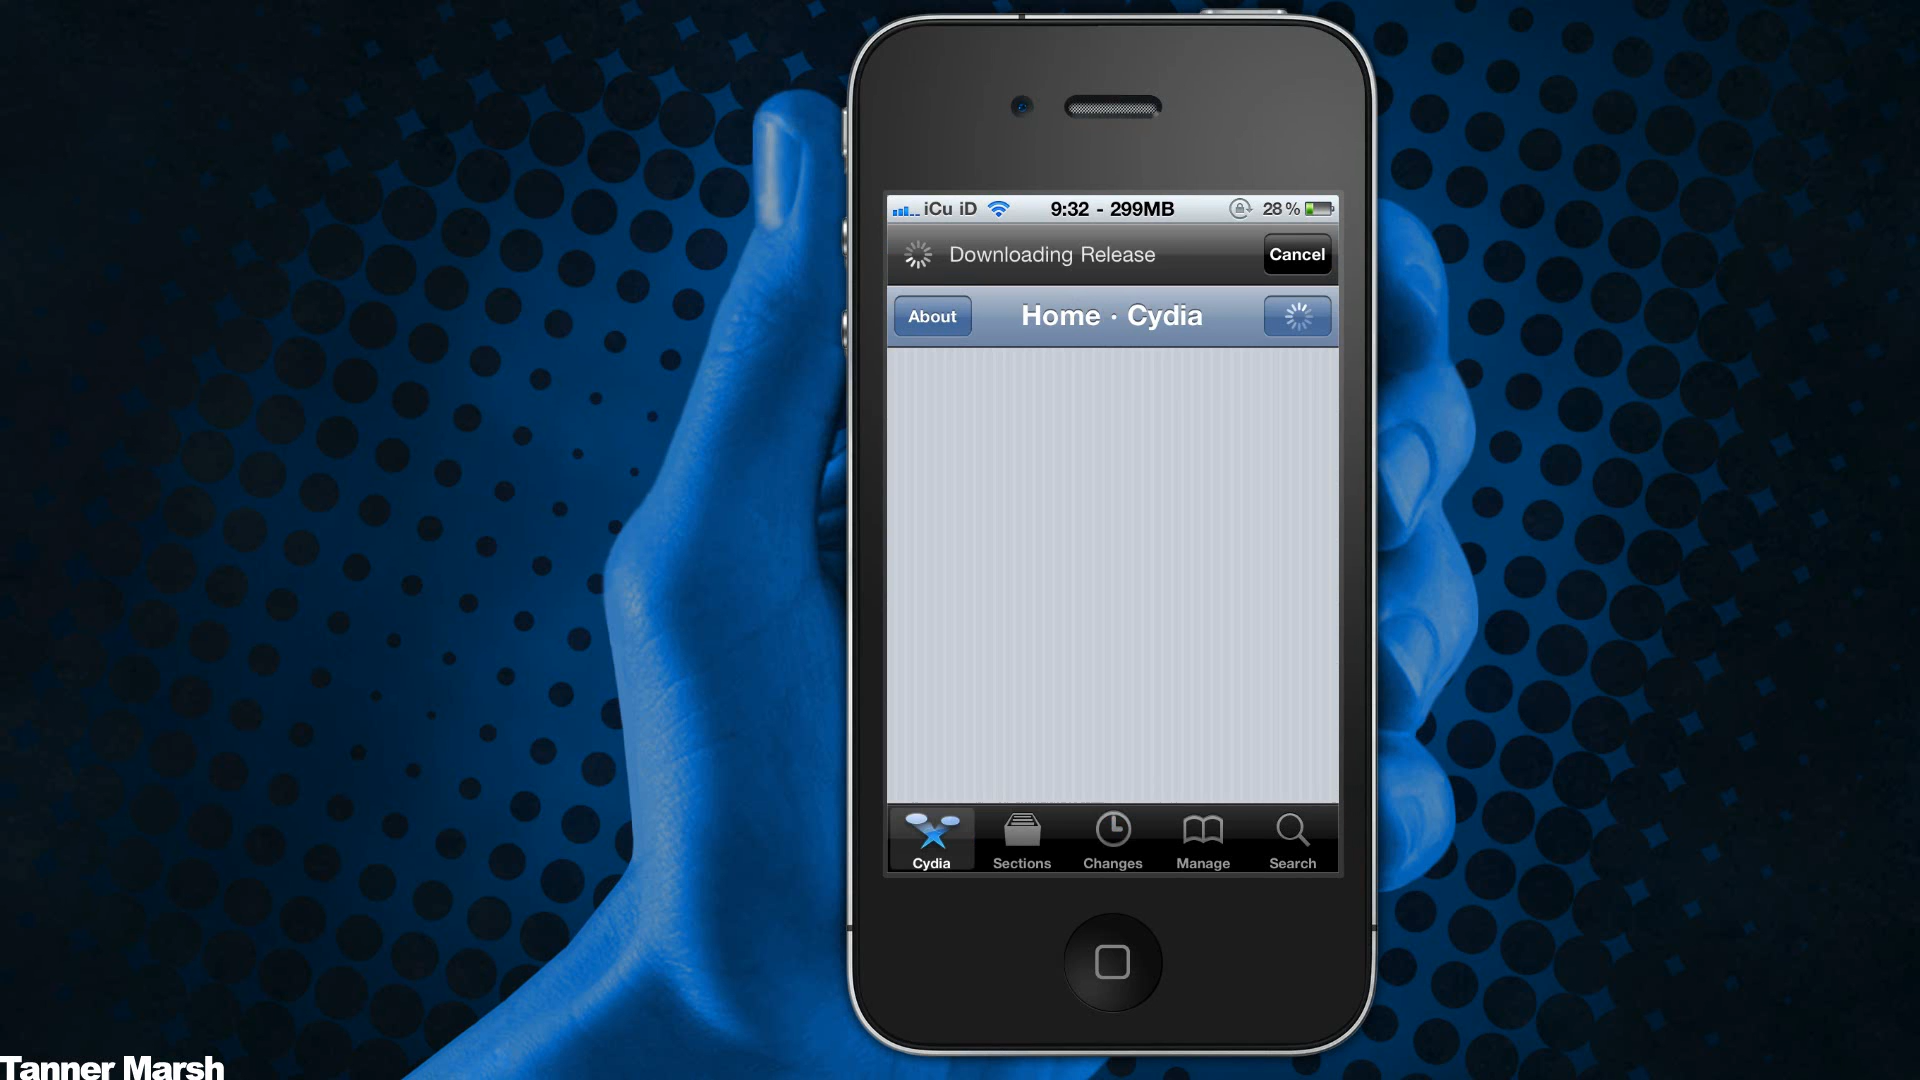 iCu iD 9:32 - 299MB 28%
Downloading Release Cancel
About Home · Cydia
Cydia Sections Changes Manage Search
Tanner Marsh